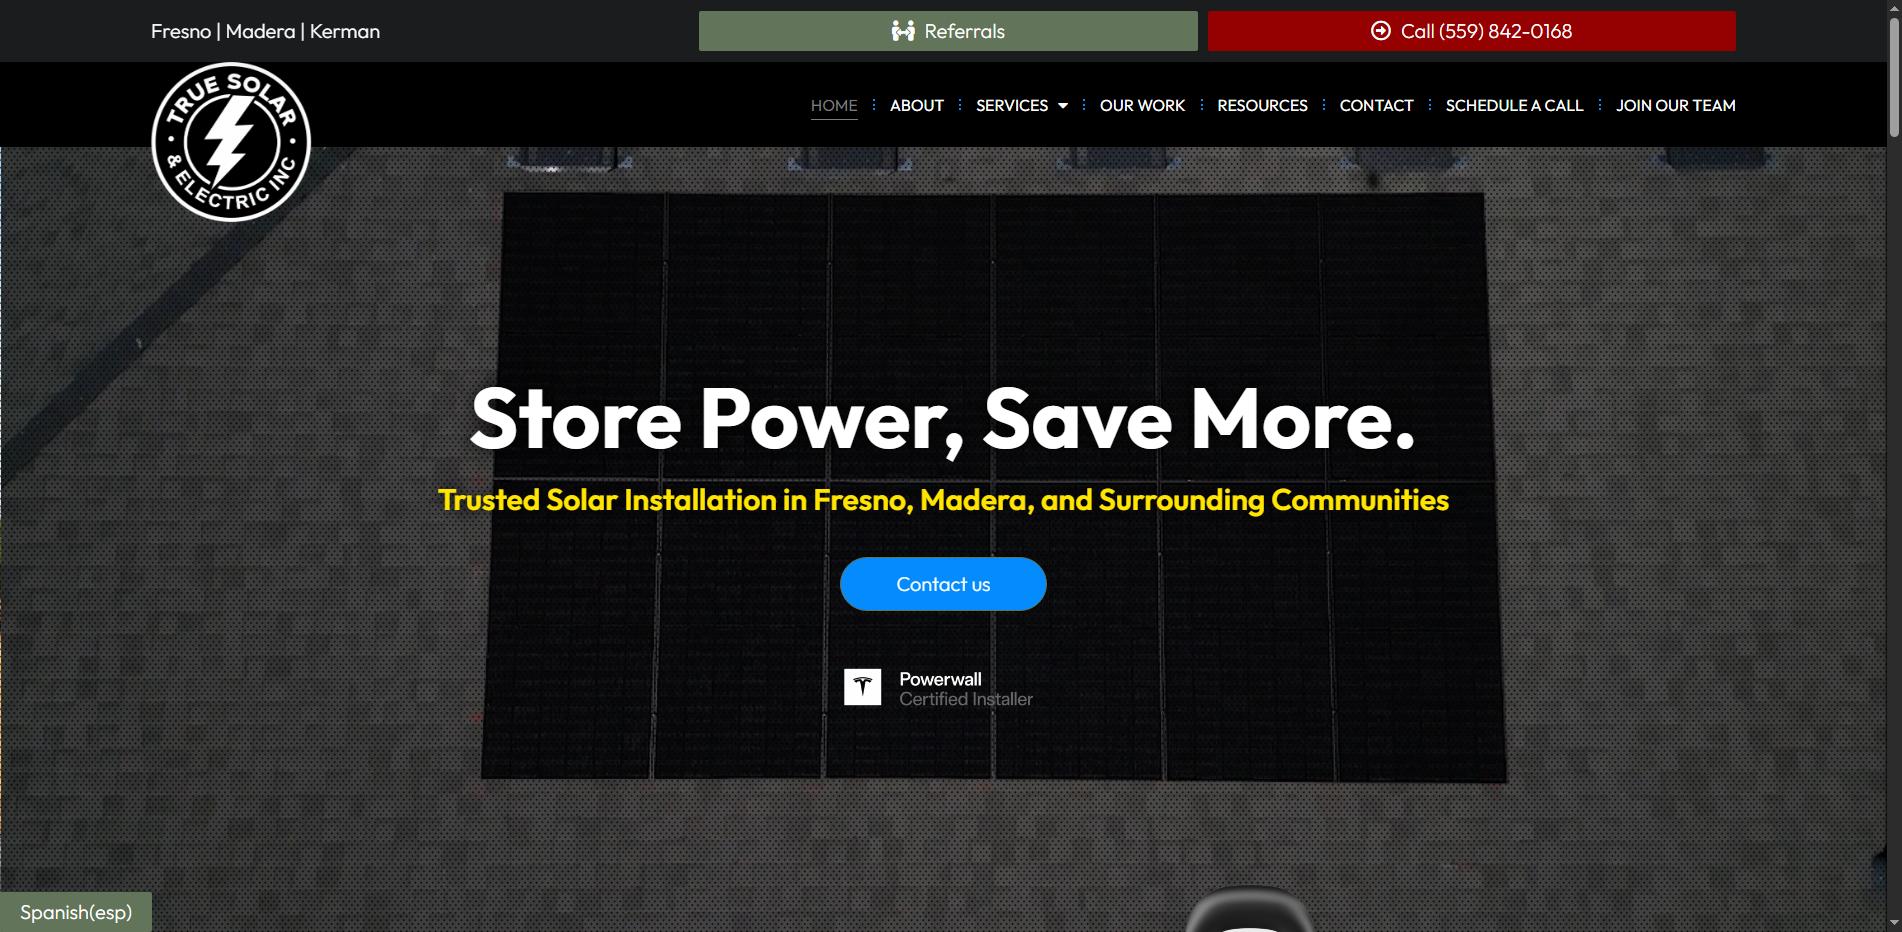 Fresno | Madera | Kerman
Referrals
Call (559) 842-0168
TRUE SOLAR
& ELECTRIC INC
HOME
ABOUT
SERVICES
OUR WORK
RESOURCES
CONTACT
SCHEDULE A CALL
JOIN OUR TEAM
Store Power, Save More.
Trusted Solar Installation in Fresno, Madera, and Surrounding Communities
Contact us
Powerwall
Certified Installer
Spanish(esp)